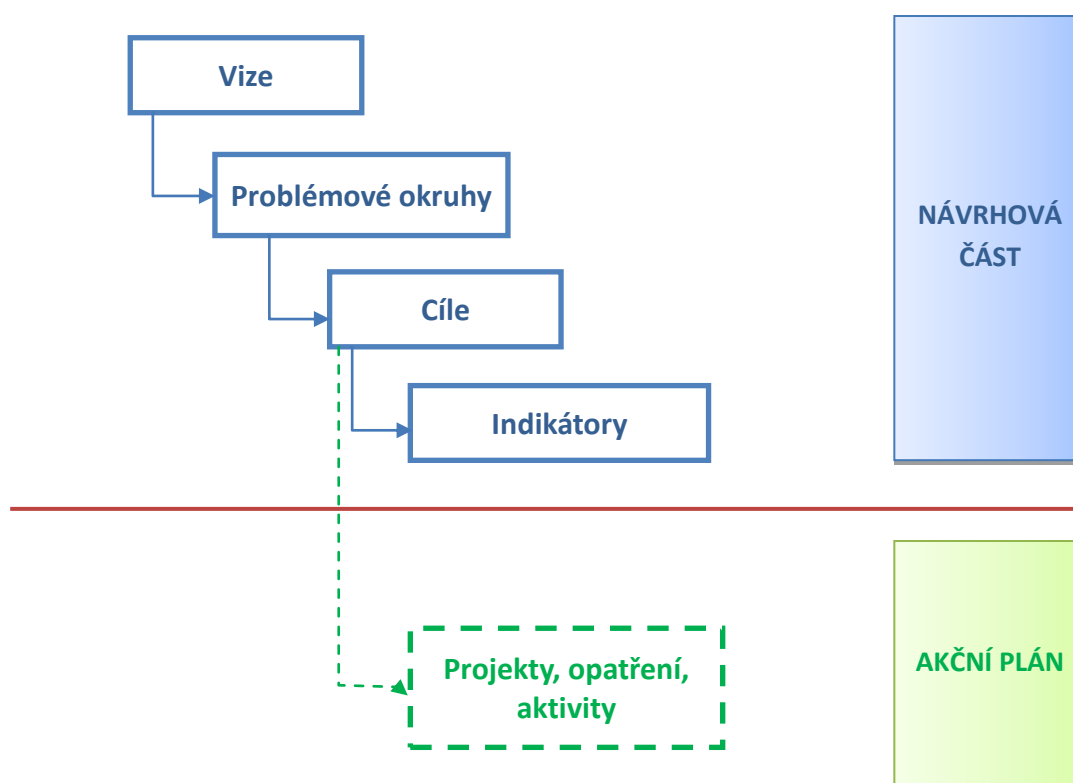 Vize
Problémové okruhy
Cíle
Indikátory
NÁVRHOVÁ
ČÁST
Projekty, opatření,
aktivity
AKČNÍ PLÁN